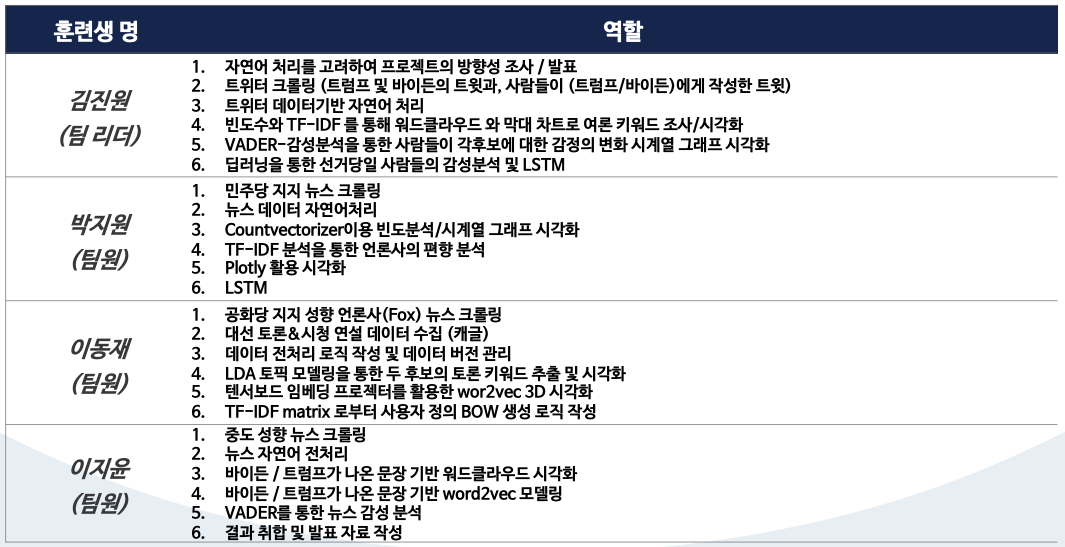 훈련생 명
역할
김진원
(팀 리더)
1. 자연어 처리를 고려하여 프로젝트의 방향성 조사 / 발표
2. 트위터 크롤링 (트럼프 및 바이든의 트윗과, 사람들이 (트럼프/바이든)에게 작성한 트윗)
3. 트위터 데이터기반 자연어 처리
4. 빈도수와 TF-IDF 를 통해 워드클라우드 와 막대 차트로 여론 키워드 조사/시각화
5. VADER-감성분석을 통한 사람들이 각후보에 대한 감정의 변화 시계열 그래프 시각화
6. 딥러닝을 통한 선거당일 사람들의 감성분석 및 LSTM
박지원
(팀원)
1. 민주당 지지 뉴스 크롤링
2. 뉴스 데이터 자연어처리
3. Countvectorizer이용 빈도분석/시계열 그래프 시각화
4. TF-IDF 분석을 통한 언론사의 편향 분석
5. Plotly 활용 시각화
6. LSTM
이동재
(팀원)
1. 공화당 지지 성향 언론사(Fox) 뉴스 크롤링
2. 대선 토론&시청 연설 데이터 수집 (캐글)
3. 데이터 전처리 로직 작성 및 데이터 버전 관리
4. LDA 토픽 모델링을 통한 두 후보의 토론 키워드 추출 및 시각화
5. 텐서보드 임베딩 프로젝터를 활용한 wor2vec 3D 시각화
6. TF-IDF matrix 로부터 사용자 정의 BOW 생성 로직 작성
이지윤
(팀원)
1. 중도 성향 뉴스 크롤링
2. 뉴스 자연어 전처리
3. 바이든 / 트럼프가 나온 문장 기반 워드클라우드 시각화
4. 바이든 / 트럼프가 나온 문장 기반 word2vec 모델링
5. VADER를 통한 뉴스 감성 분석
6. 결과 취합 및 발표 자료 작성